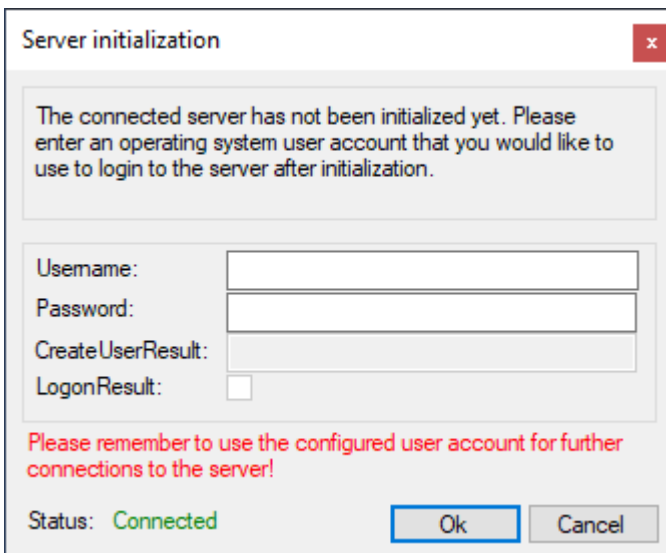 Server initialization
x
The connected server has not been initialized yet. Please
enter an operating system user account that you would like to
use to login to the server after initialization.
Username:
Password:
CreateUserResult:
LogonResult:
Please remember to use the configured user account for further
connections to the server!
Status: Connected
Ok
Cancel